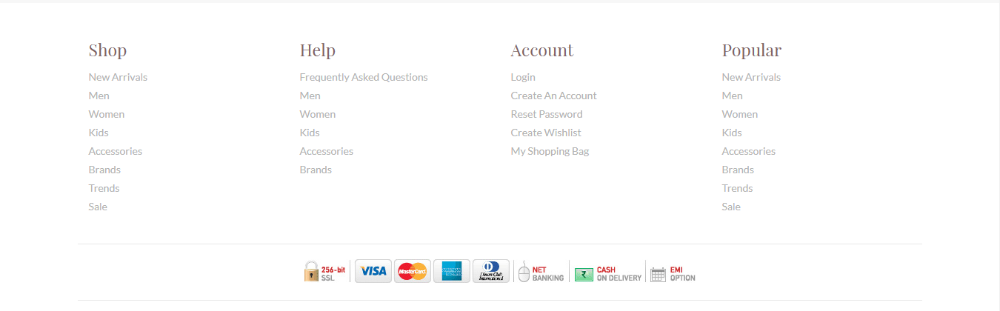 Shop
New Arrivals
Men
Women
Kids
Accessories
Brands
Trends
Sale
Help
Frequently Asked Questions
Men
Women
Kids
Accessories
Brands
Account
Login
Create An Account
Reset Password
Create Wishlist
My Shopping Bag
Popular
New Arrivals
Men
Women
Kids
Accessories
Brands
Trends
Sale
256-bit
SSL
VISA
MasterCard
AMERICAN
EXPRESS
Diners Club
International
NET
BANKING
₹
CASH
ON DELIVERY
EMI
OPTION